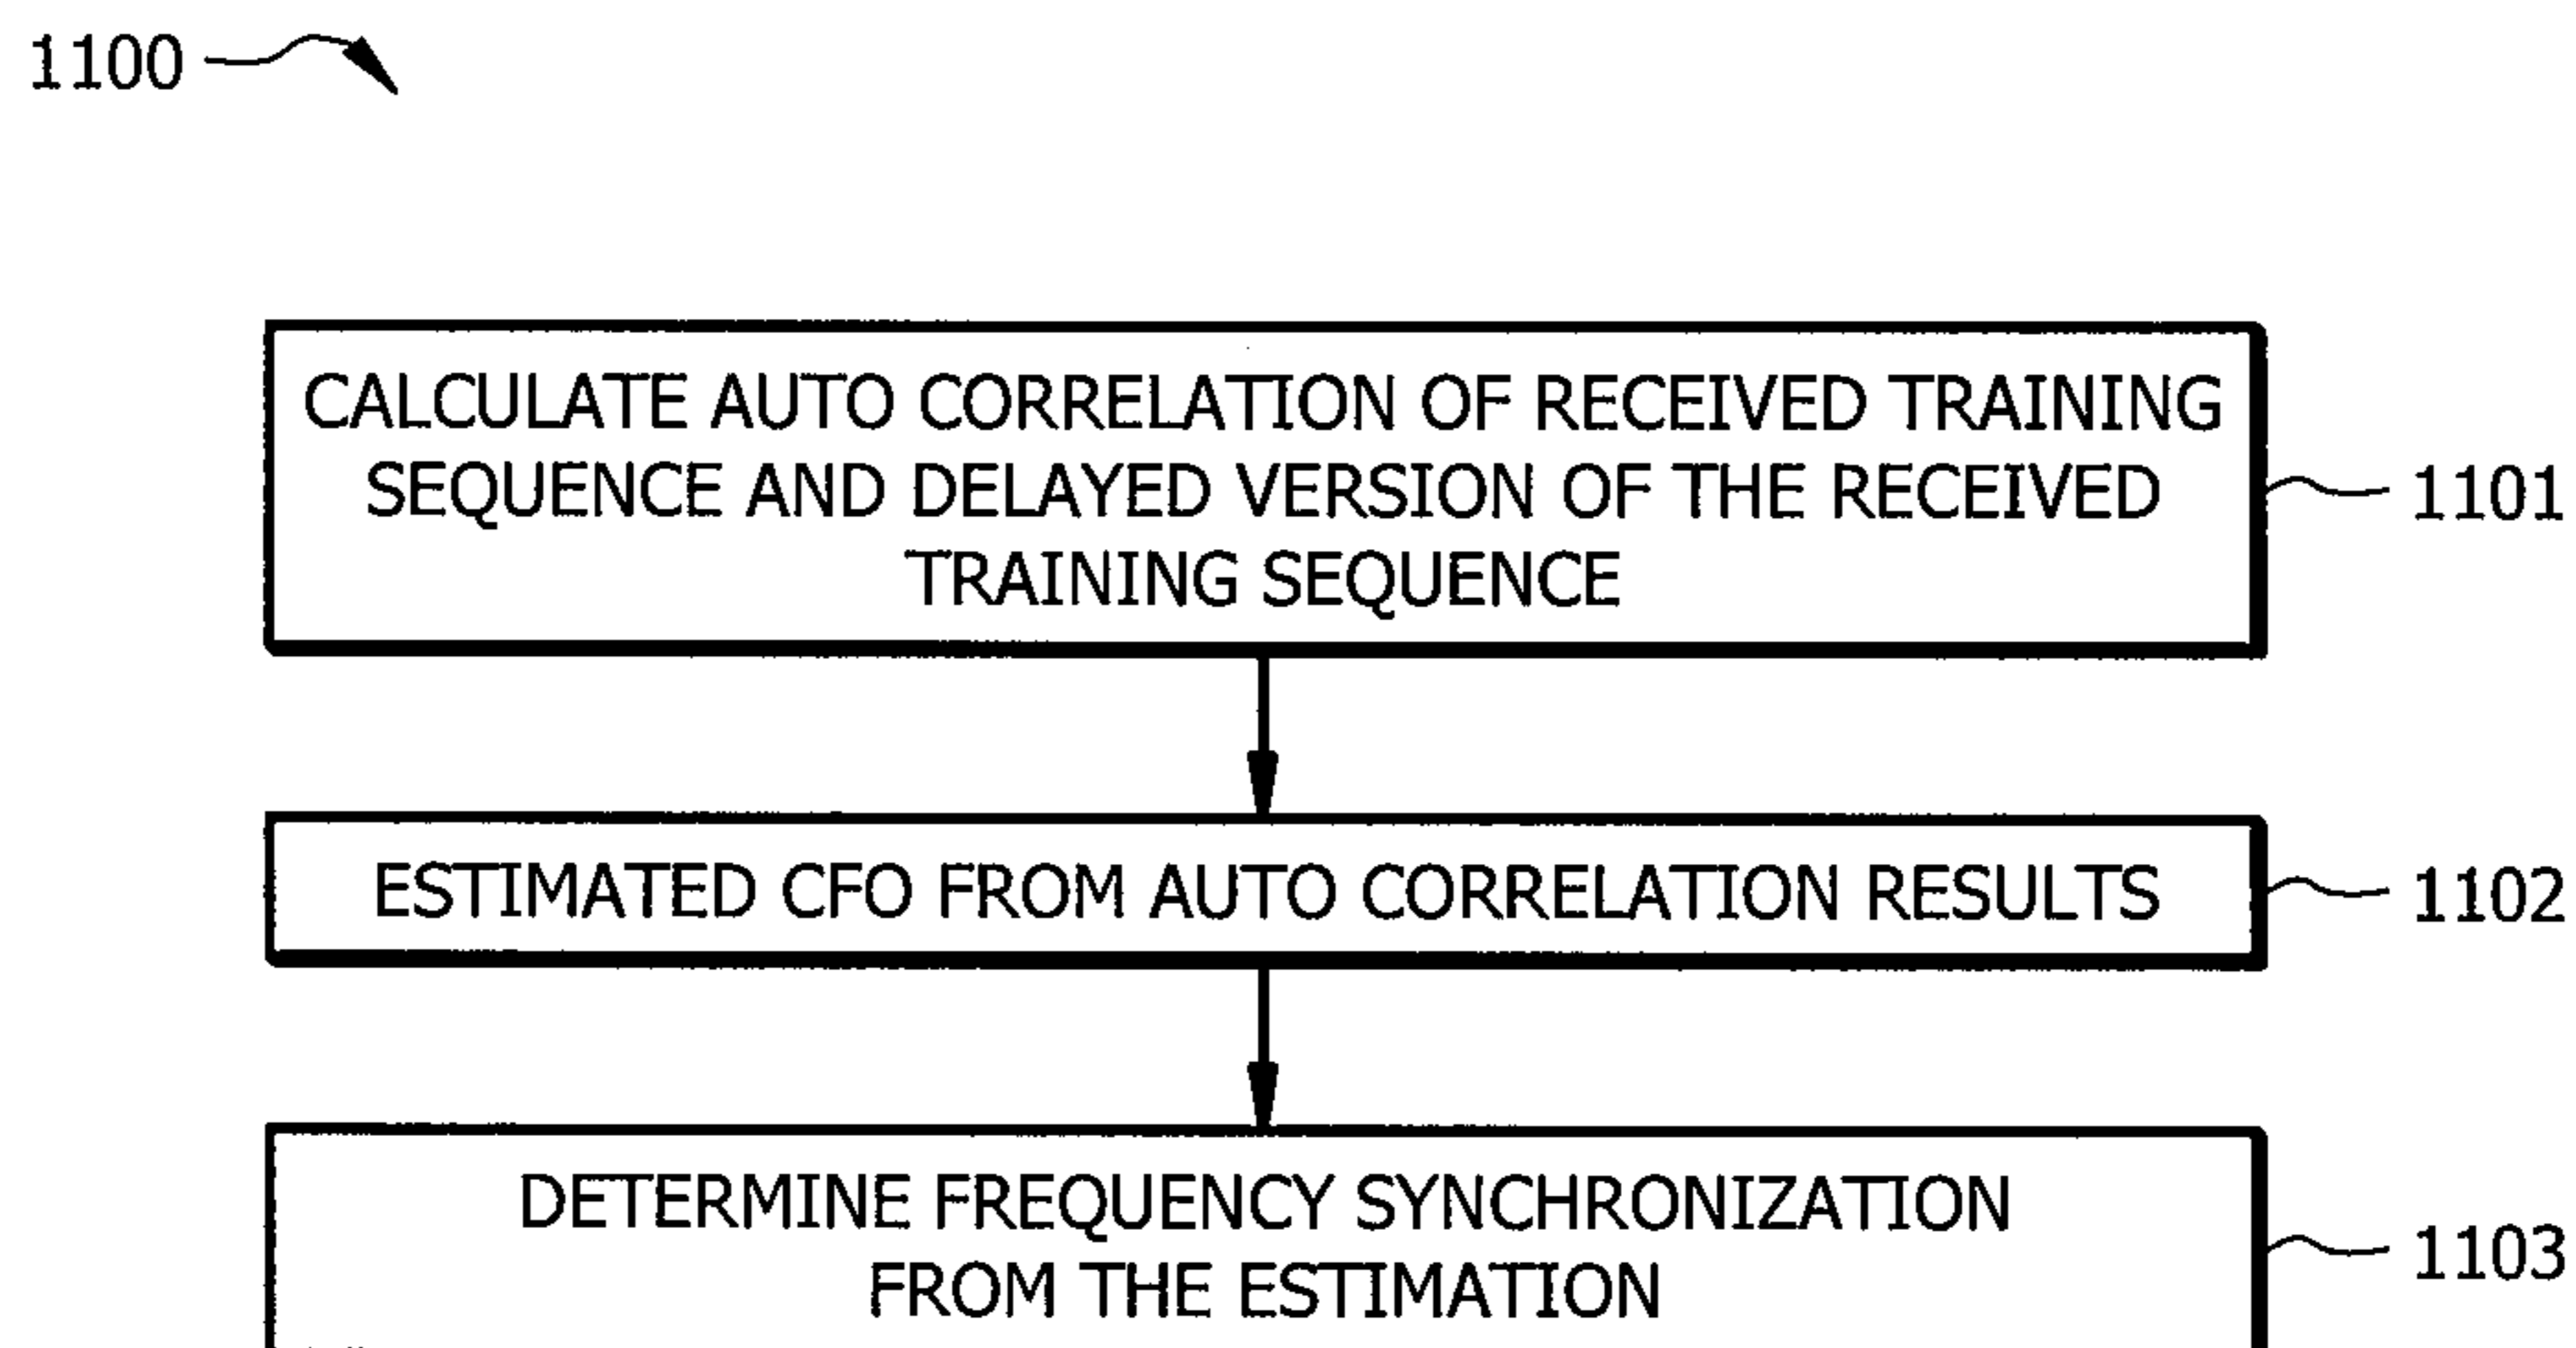 1100
CALCULATE AUTO CORRELATION OF RECEIVED TRAINING
SEQUENCE AND DELAYED VERSION OF THE RECEIVED
TRAINING SEQUENCE
1101
ESTIMATED CFO FROM AUTO CORRELATION RESULTS
1102
DETERMINE FREQUENCY SYNCHRONIZATION
FROM THE ESTIMATION
1103